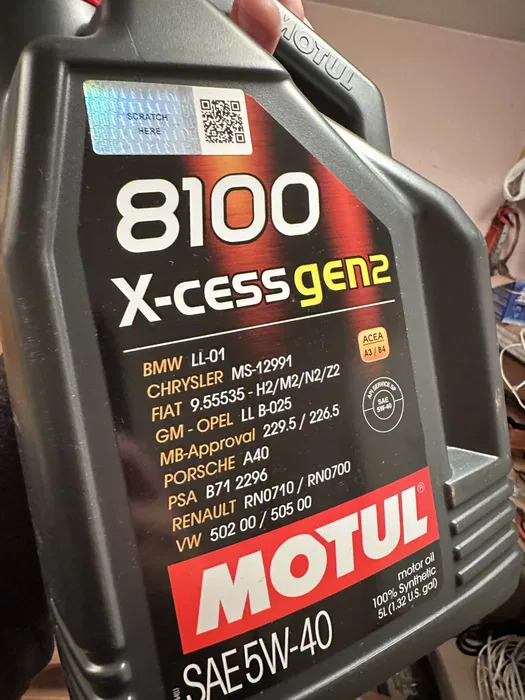 MOTUL
SCRATCH
HERE
8100
X-cess gen2
ACEA
A3 / B4
API SERVICE SP
SAE
5W-40
BMW LL-01
CHRYSLER MS-12991
FIAT 9.55535 - H2/M2/N2/Z2
GM - OPEL LL B-025
MB-Approval 229.5 / 226.5
PORSCHE A40
PSA B71 2296
RENAULT RN0710 / RN0700
VW 502 00 / 505 00
MOTUL®
motor oil
100% Synthetic
5L (1.32 U.S. gal)
SAE 5W-40